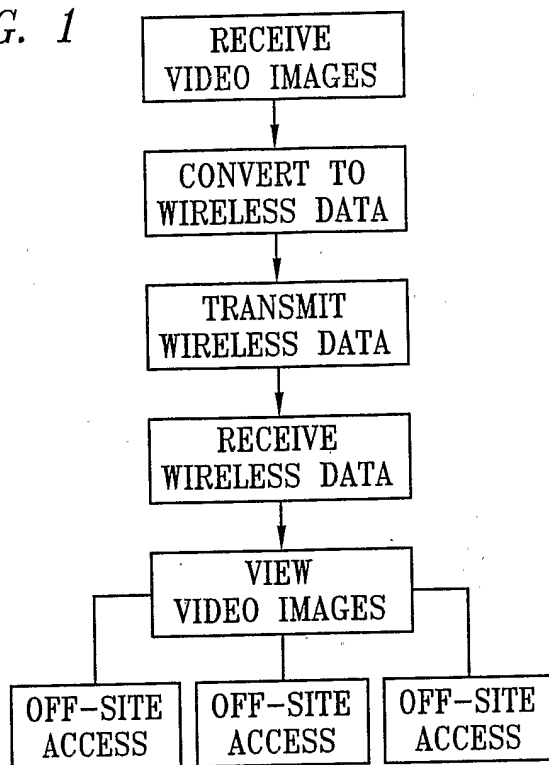 G. 1
RECEIVE
VIDEO IMAGES
CONVERT TO
WIRELESS DATA
TRANSMIT
WIRELESS DATA
RECEIVE
WIRELESS DATA
VIEW
VIDEO IMAGES
OFF-SITE
ACCESS
OFF-SITE
ACCESS
OFF-SITE
ACCESS